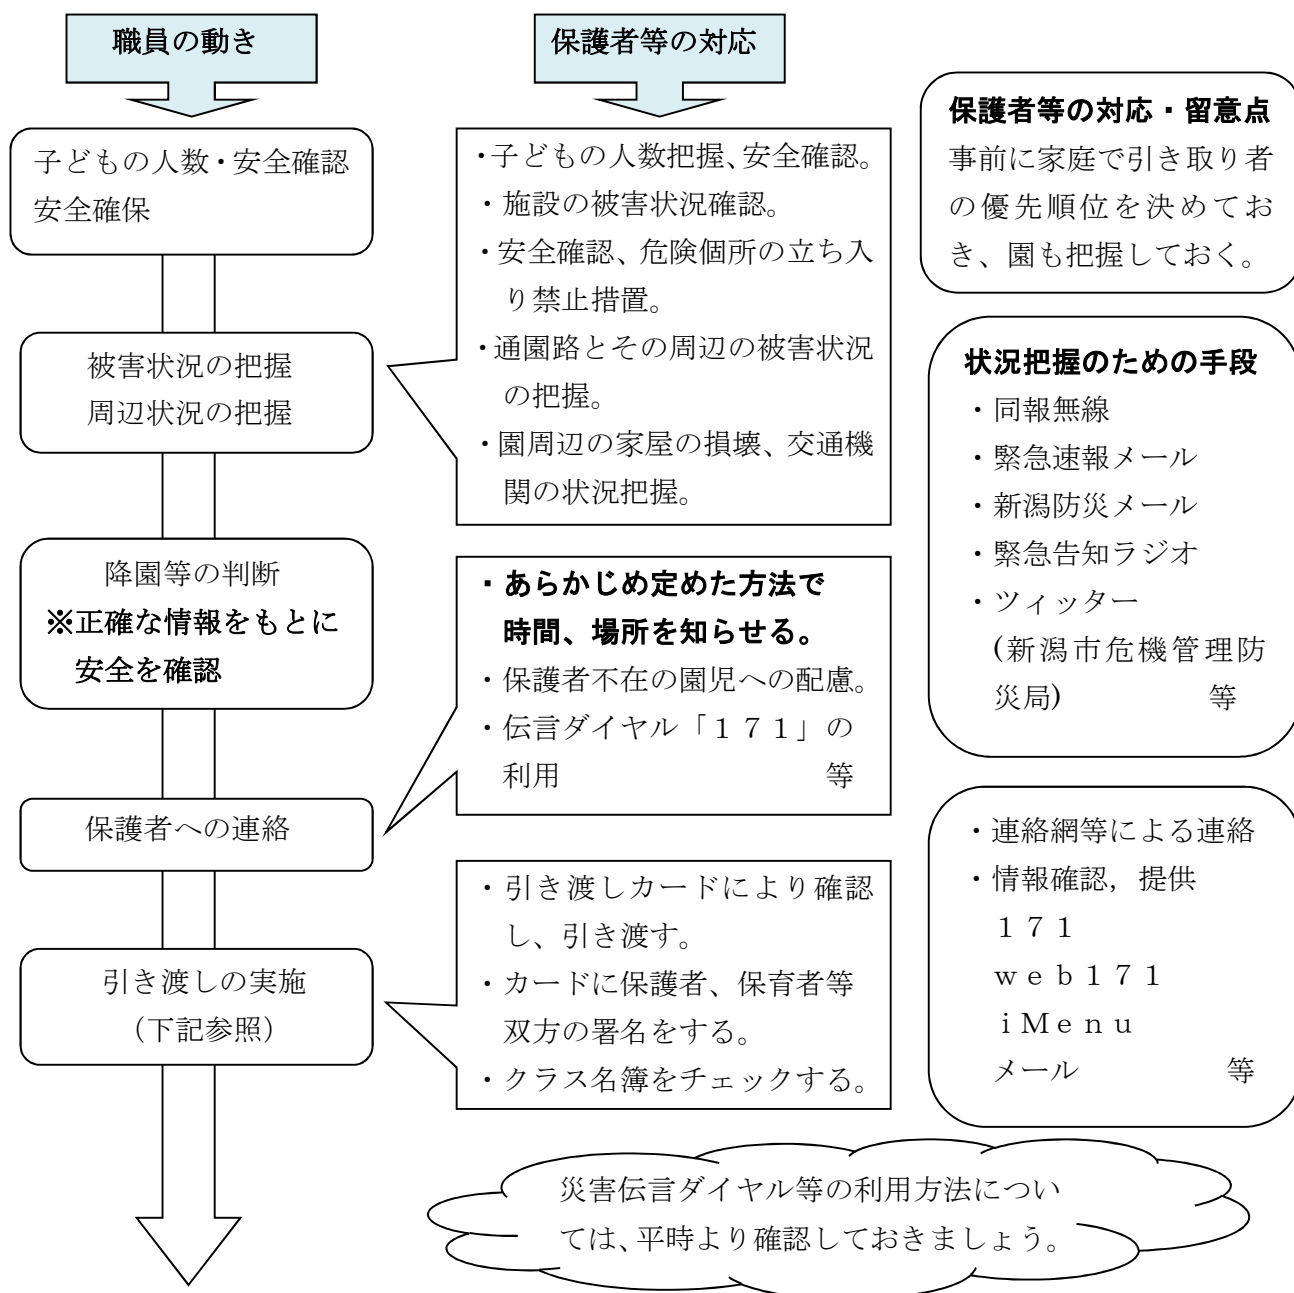 職員の動き
子どもの人数・安全確認
安全確保
被害状況の把握
周辺状況の把握
降園等の判断
※正確な情報をもとに
安全を確認
保護者への連絡
引き渡しの実施
（下記参照）
保護者等の対応
・子どもの人数把握、安全確認。
・施設の被害状況確認。
・安全確認、危険個所の立ち入
り禁止措置。
・通園路とその周辺の被害状況
の把握。
・園周辺の家屋の損壊、交通機
関の状況把握。
・あらかじめ定めた方法で
時間、場所を知らせる。
・保護者不在の園児への配慮。
・伝言ダイヤル「１７１」の
利用 等
・引き渡しカードにより確認
し、引き渡す。
・カードに保護者、保育者等
双方の署名をする。
・クラス名簿をチェックする。
保護者等の対応・留意点
事前に家庭で引き取り者
の優先順位を決めてお
き、園も把握しておく。
状況把握のための手段
・同報無線
・緊急速報メール
・新潟防災メール
・緊急告知ラジオ
・ツィッター
(新潟市危機管理防
災局) 等
・連絡網等による連絡
・情報確認，提供
１７１
ｗｅｂ１７１
ｉＭｅｎｕ
メール 等
災害伝言ダイヤル等の利用方法につい
ては、平時より確認しておきましょう。